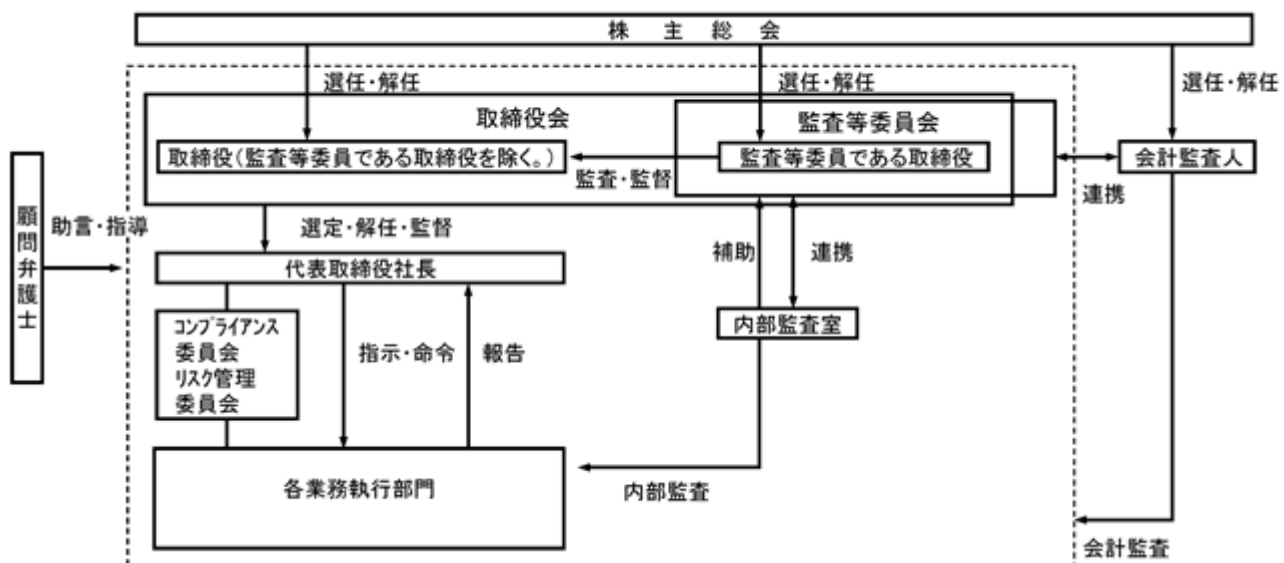 株主総会
選任・解任
選任・解任
選任・解任
取締役会
監査等委員会
取締役(監査等委員である取締役を除く。)
監査等委員である取締役
会計監査人
監査・監督
連携
顧問弁護士
助言・指導
選定・解任・監督
補助
連携
代表取締役社長
内部監査室
コンプライアンス
委員会
リスク管理
委員会
指示・命令
報告
各業務執行部門
内部監査
会計監査